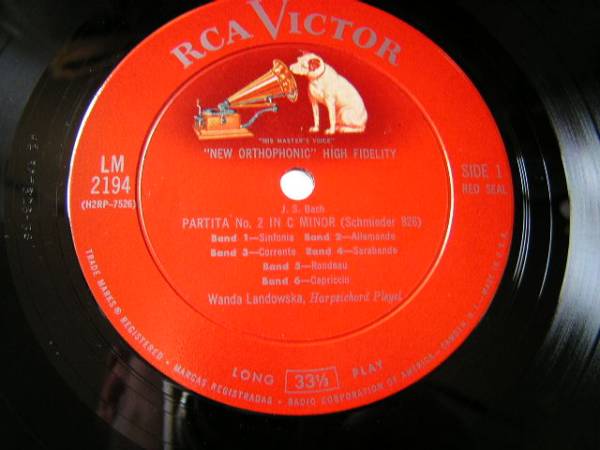 RCA VICTOR
"HIS MASTER'S VOICE"
"NEW ORTHOPHONIC" HIGH FIDELITY
LM
2194
(H2RP-7526)
SIDE 1
RED SEAL
J. S. Bach
PARTITA No. 2 IN C MINOR (Schmieder 826)
Band 1—Sinfonia Band 2—Allemande
Band 3—Corrente Band 4—Sarabande
Band 5—Rondeau
Band 6—Capriccio
Wanda Landowska, Harpsichord Pleyel
LONG 33⅓ PLAY
TRADE MARKS ® REGISTERED • MARCAS REGISTRADAS • RADIO CORPORATION OF AMERICA—CAMDEN, N.J. MADE IN U.S.A.